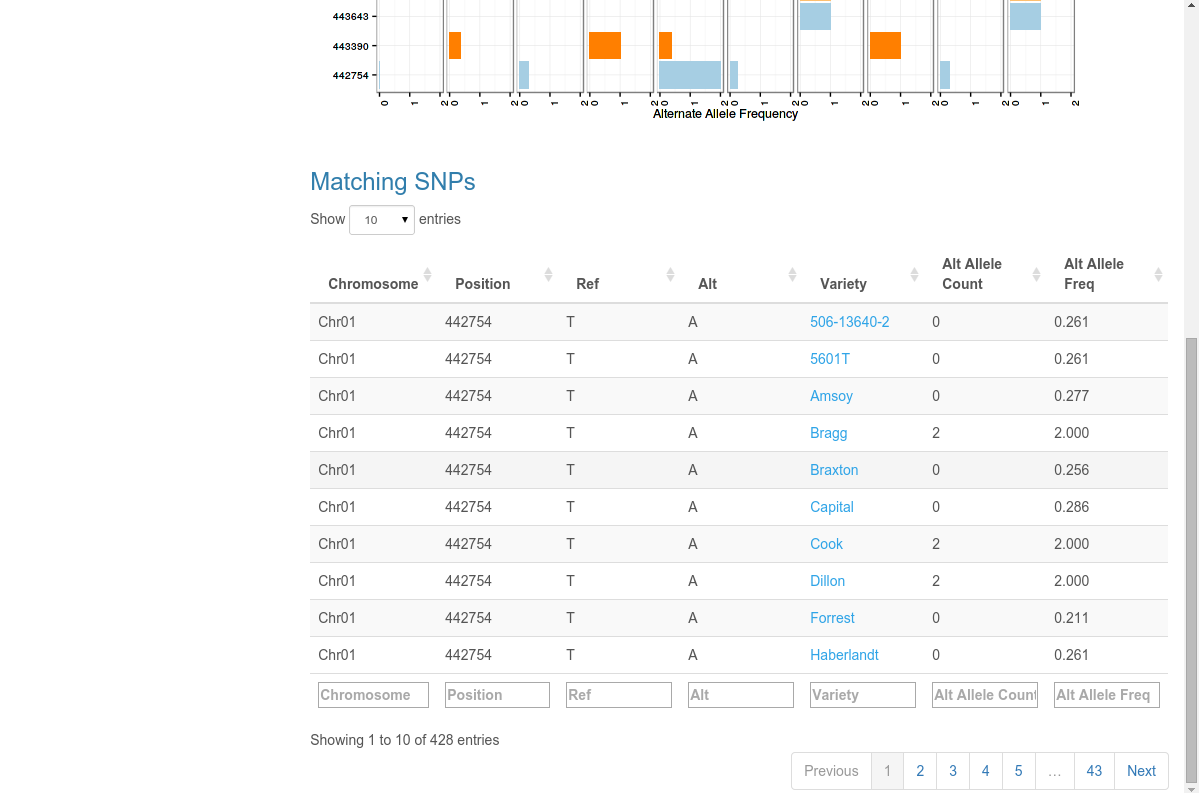 443643
443390
442754
0 1 2 0 1 2 0 1 2 0 1 2 0 1 2 0 1 2 0 1 2 0 1 2 0 1 2 0 1 2
Alternate Allele Frequency
Matching SNPs
Show 10 entries
Chromosome Position Ref Alt Variety Alt Allele Count Alt Allele Freq
Chr01 442754 T A 506-13640-2 0 0.261
Chr01 442754 T A 5601T 0 0.261
Chr01 442754 T A Amsoy 0 0.277
Chr01 442754 T A Bragg 2 2.000
Chr01 442754 T A Braxton 0 0.256
Chr01 442754 T A Capital 0 0.286
Chr01 442754 T A Cook 2 2.000
Chr01 442754 T A Dillon 2 2.000
Chr01 442754 T A Forrest 0 0.211
Chr01 442754 T A Haberlandt 0 0.261
Chromosome Position Ref Alt Variety Alt Allele Count Alt Allele Freq
Showing 1 to 10 of 428 entries
Previous 1 2 3 4 5 … 43 Next